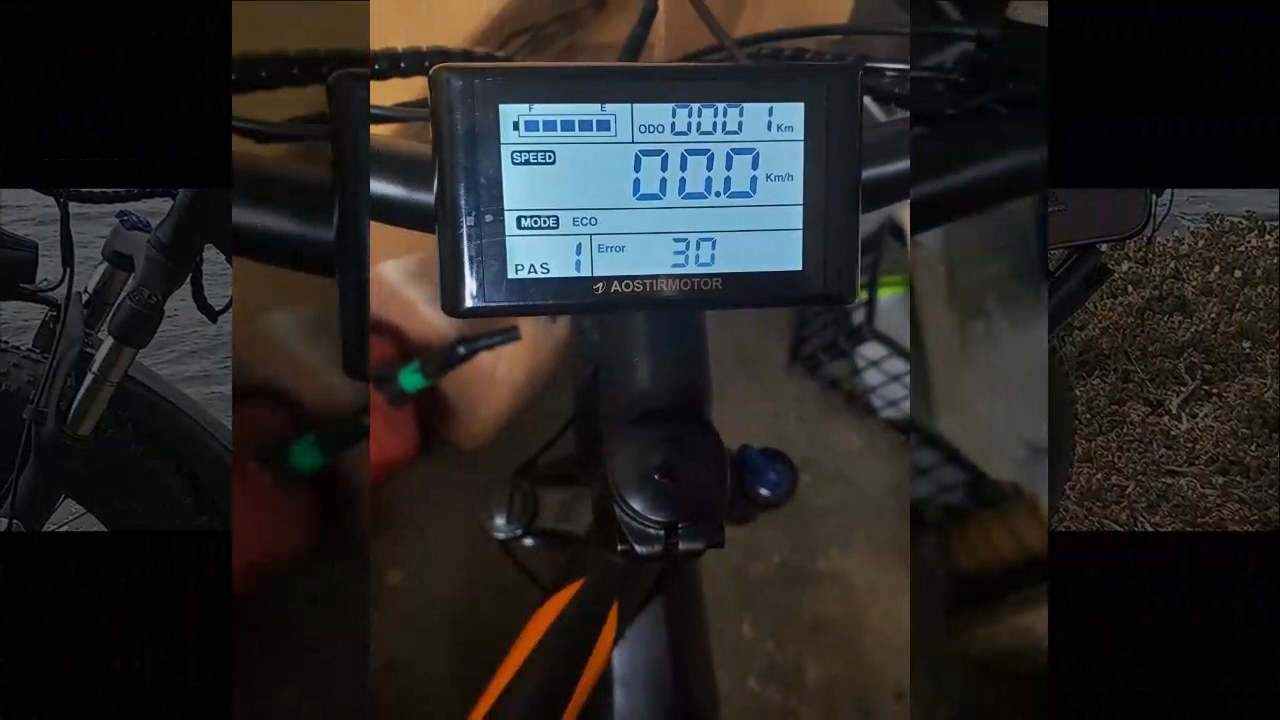 F E
ODO 0001 Km
SPEED
00.0 Km/h
MODE ECO
PAS 1 Error 30
AOSTIRMOTOR